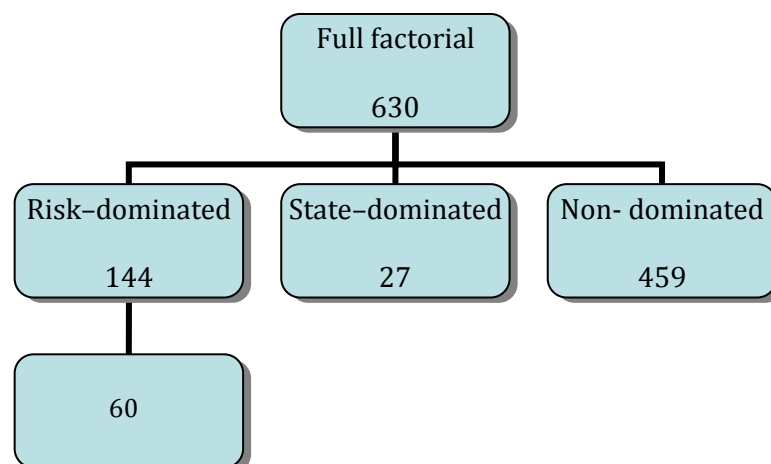 Full factorial
630
Risk–dominated
144
State–dominated
27
Non- dominated
459
60